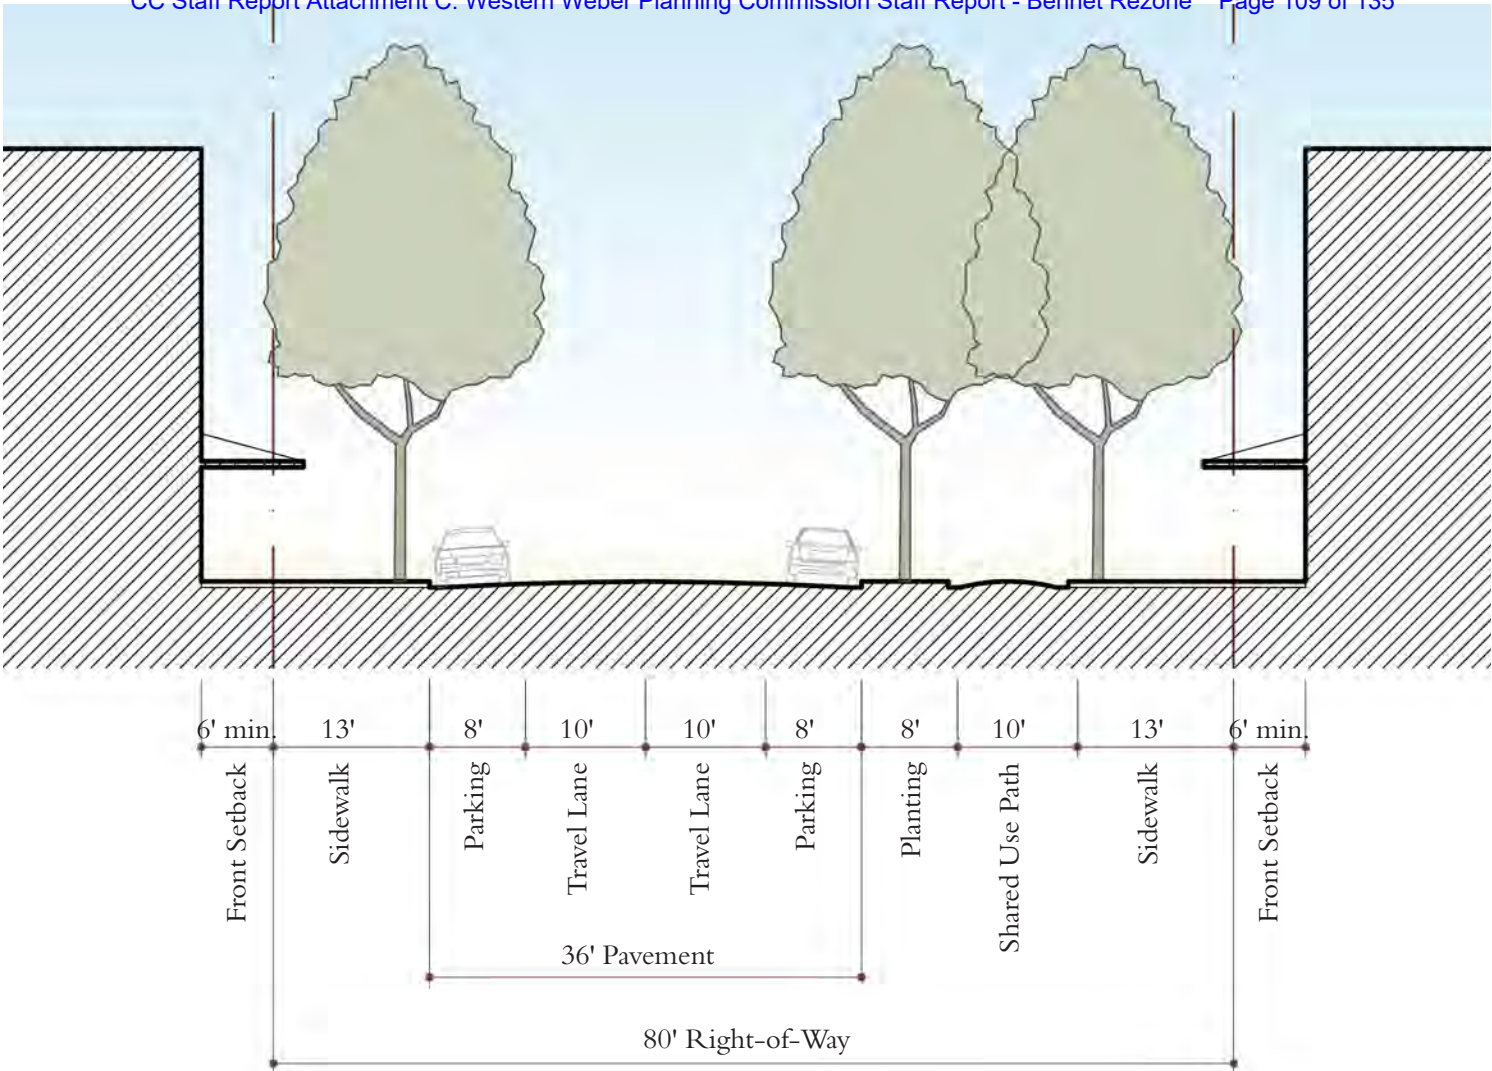 CC Staff Report Attachment C: Western Weber Planning Commission Staff Report - Bennet Rezone Page 109 of 135
6' min. 13' 8' 10' 10' 8' 8' 10' 13' 6' min.
Front Setback
Sidewalk
Parking
Travel Lane
Travel Lane
Parking
Planting
Shared Use Path
Sidewalk
Front Setback
36' Pavement
80' Right-of-Way